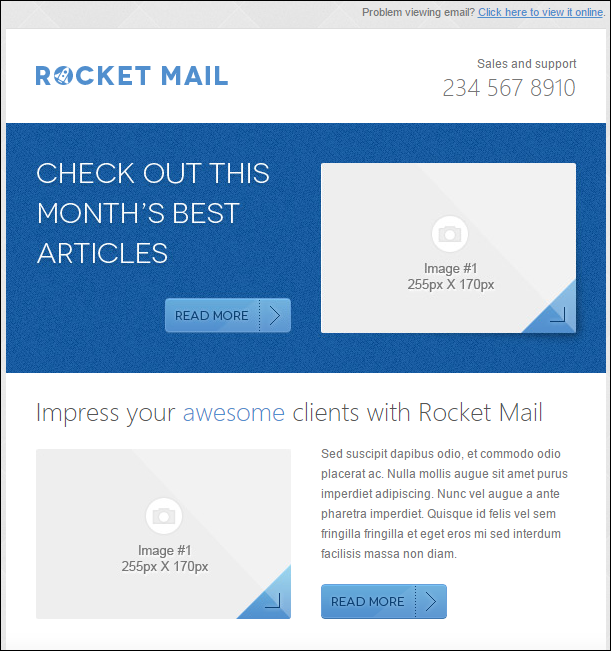 Problem viewing email? Click here to view it online.
ROCKET MAIL
Sales and support
234 567 8910
CHECK OUT THIS
MONTH'S BEST
ARTICLES
READ MORE
Image #1
255px X 170px
Impress your awesome clients with Rocket Mail
Image #1
255px X 170px
Sed suscipit dapibus odio, et commodo odio
placerat ac. Nulla mollis augue sit amet purus
imperdiet adipiscing. Nunc vel augue a ante
pharetra imperdiet. Quisque id felis vel sem
fringilla fringilla et eget eros mi sed interdum
facilisis massa non diam.
READ MORE